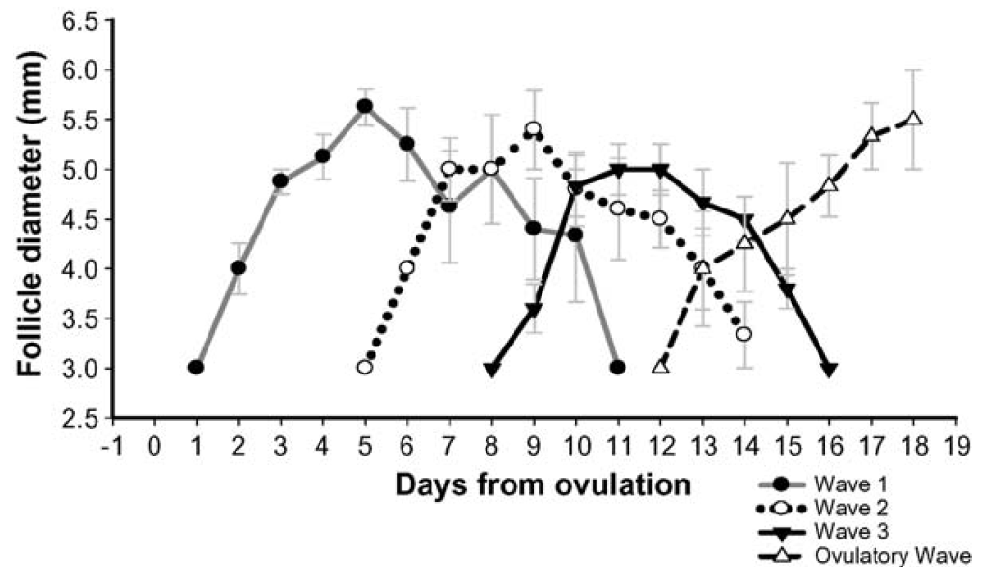 Follicle diameter (mm)
6.5
6.0
5.5
5.0
4.5
4.0
3.5
3.0
2.5
-1 0 1 2 3 4 5 6 7 8 9 10 11 12 13 14 15 16 17 18 19
Days from ovulation
Wave 1
Wave 2
Wave 3
Ovulatory Wave